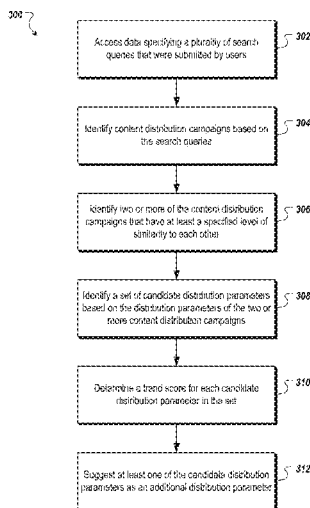 300
Access data specifying a plurality of search
queries that were submitted by users
302
Identify content distribution campaigns based on
the search queries
304
Identify two or more of the content distribution
campaigns that have at least a specified level of
similarity to each other
306
Identify a set of candidate distribution parameters
based on the distribution parameters of the two or
more content distribution campaigns
308
Determine a trend score for each candidate
distribution parameter in the set
310
Suggest at least one of the candidate distribution
parameters as an additional distribution parameter
312